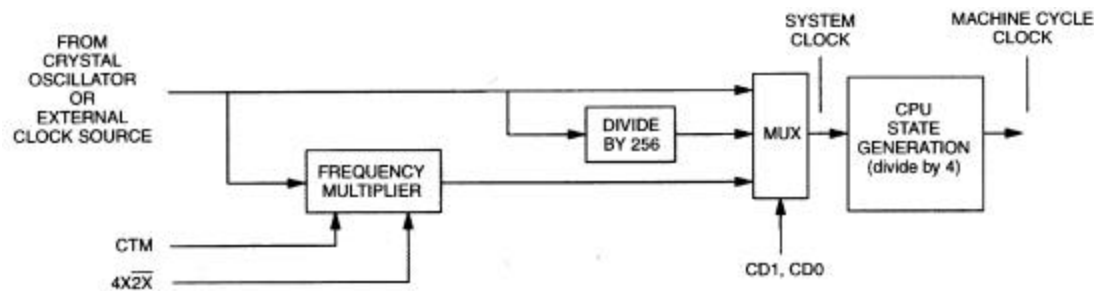 FROM
CRYSTAL
OSCILLATOR
OR
EXTERNAL
CLOCK SOURCE
SYSTEM
CLOCK
MACHINE CYCLE
CLOCK
DIVIDE
BY 256
MUX
CPU
STATE
GENERATION
(divide by 4)
FREQUENCY
MULTIPLIER
CTM
4X2X̅
CD1, CD0